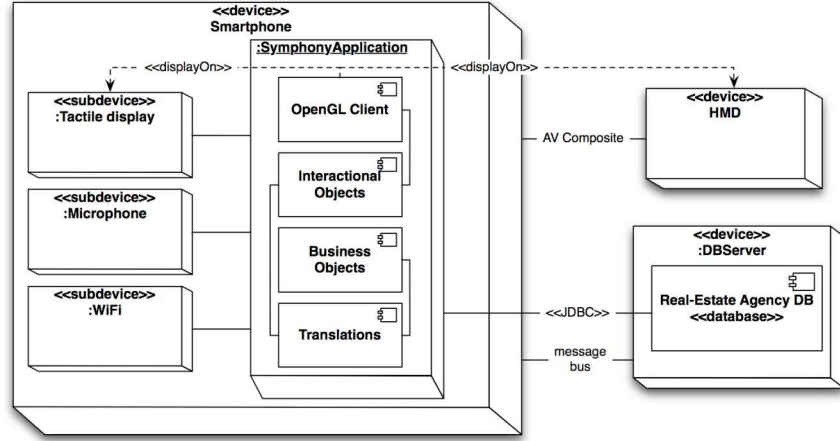 <<device>>
Smartphone
:SymphonyApplication
<<displayOn>>
<<displayOn>>
<<subdevice>>
:Tactile display
OpenGL Client
<<device>>
HMD
AV Composite
Interactional
Objects
<<subdevice>>
:Microphone
Business
Objects
<<device>>
:DBServer
<<subdevice>>
:WiFi
Translations
<<JDBC>>
Real-Estate Agency DB
<<database>>
message
bus